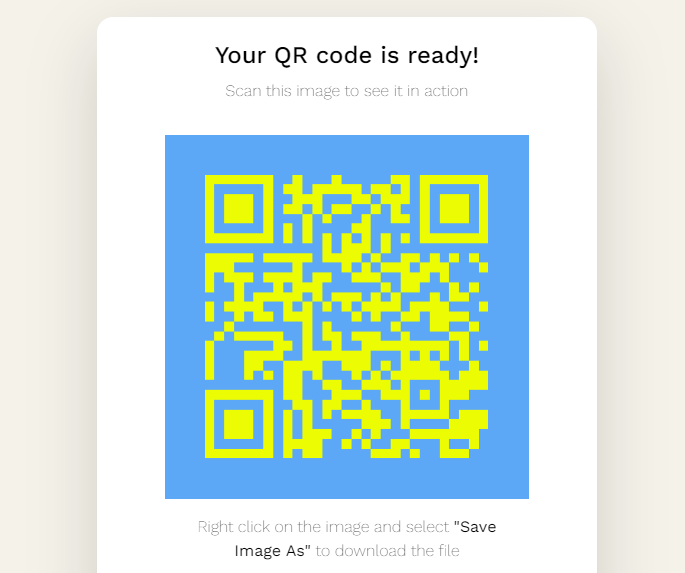 Your QR code is ready!
Scan this image to see it in action
Right click on the image and select "Save
Image As" to download the file